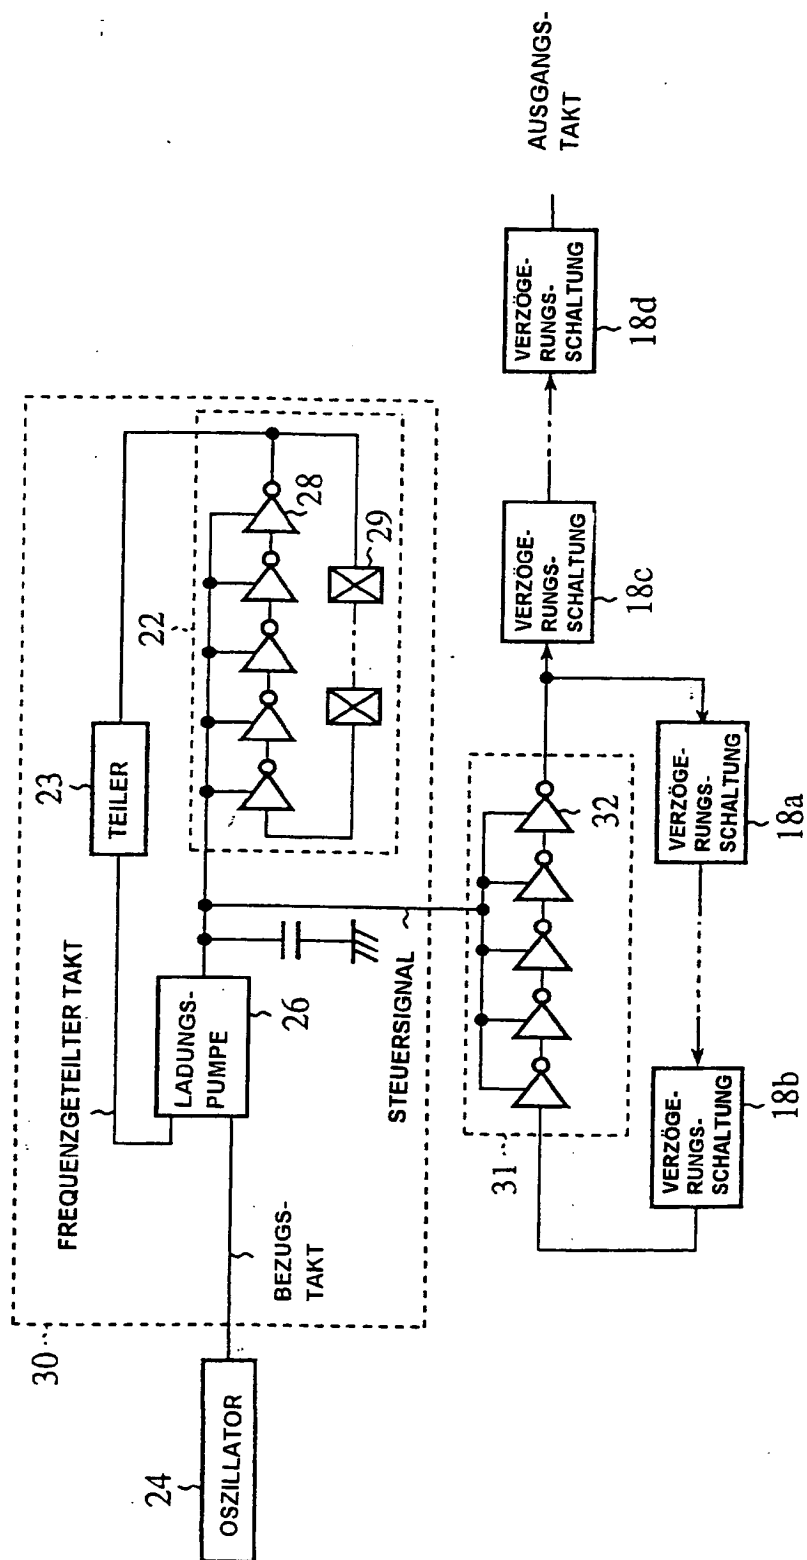 30
24
OSZILLATOR
BEZUGS-
TAKT
FREQUENZGETEILTER TAKT
LADUNGS-
PUMPE
26
23
TEILER
22
28
29
STEUERSIGNAL
31
32
VERZÖGE-
RUNGS-
SCHALTUNG
18b
VERZÖGE-
RUNGS-
SCHALTUNG
18a
VERZÖGE-
RUNGS-
SCHALTUNG
18c
VERZÖGE-
RUNGS-
SCHALTUNG
18d
AUSGANGS-
TAKT